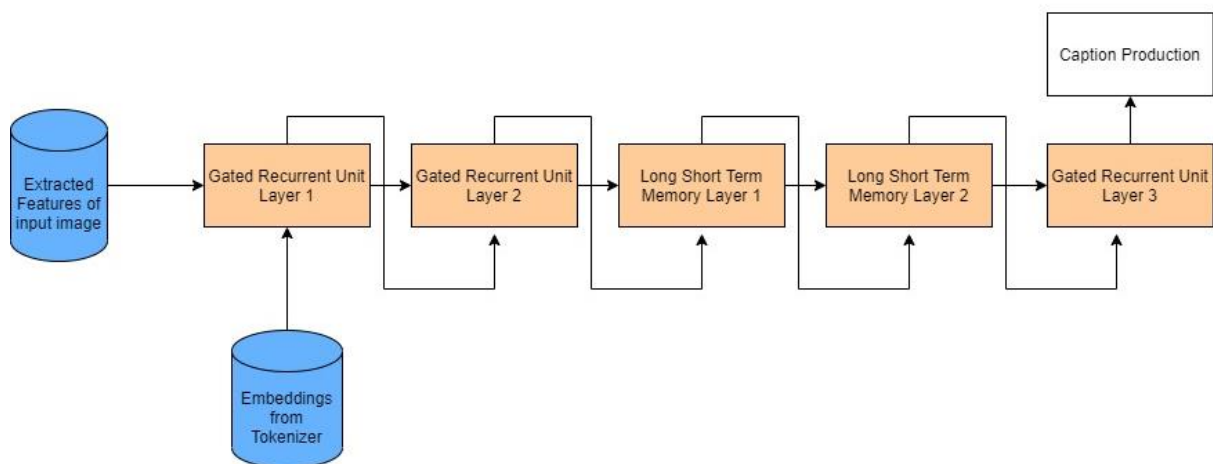 Caption Production
Extracted
Features of
input image
Gated Recurrent Unit
Layer 1
Gated Recurrent Unit
Layer 2
Long Short Term
Memory Layer 1
Long Short Term
Memory Layer 2
Gated Recurrent Unit
Layer 3
Embeddings
from
Tokenizer